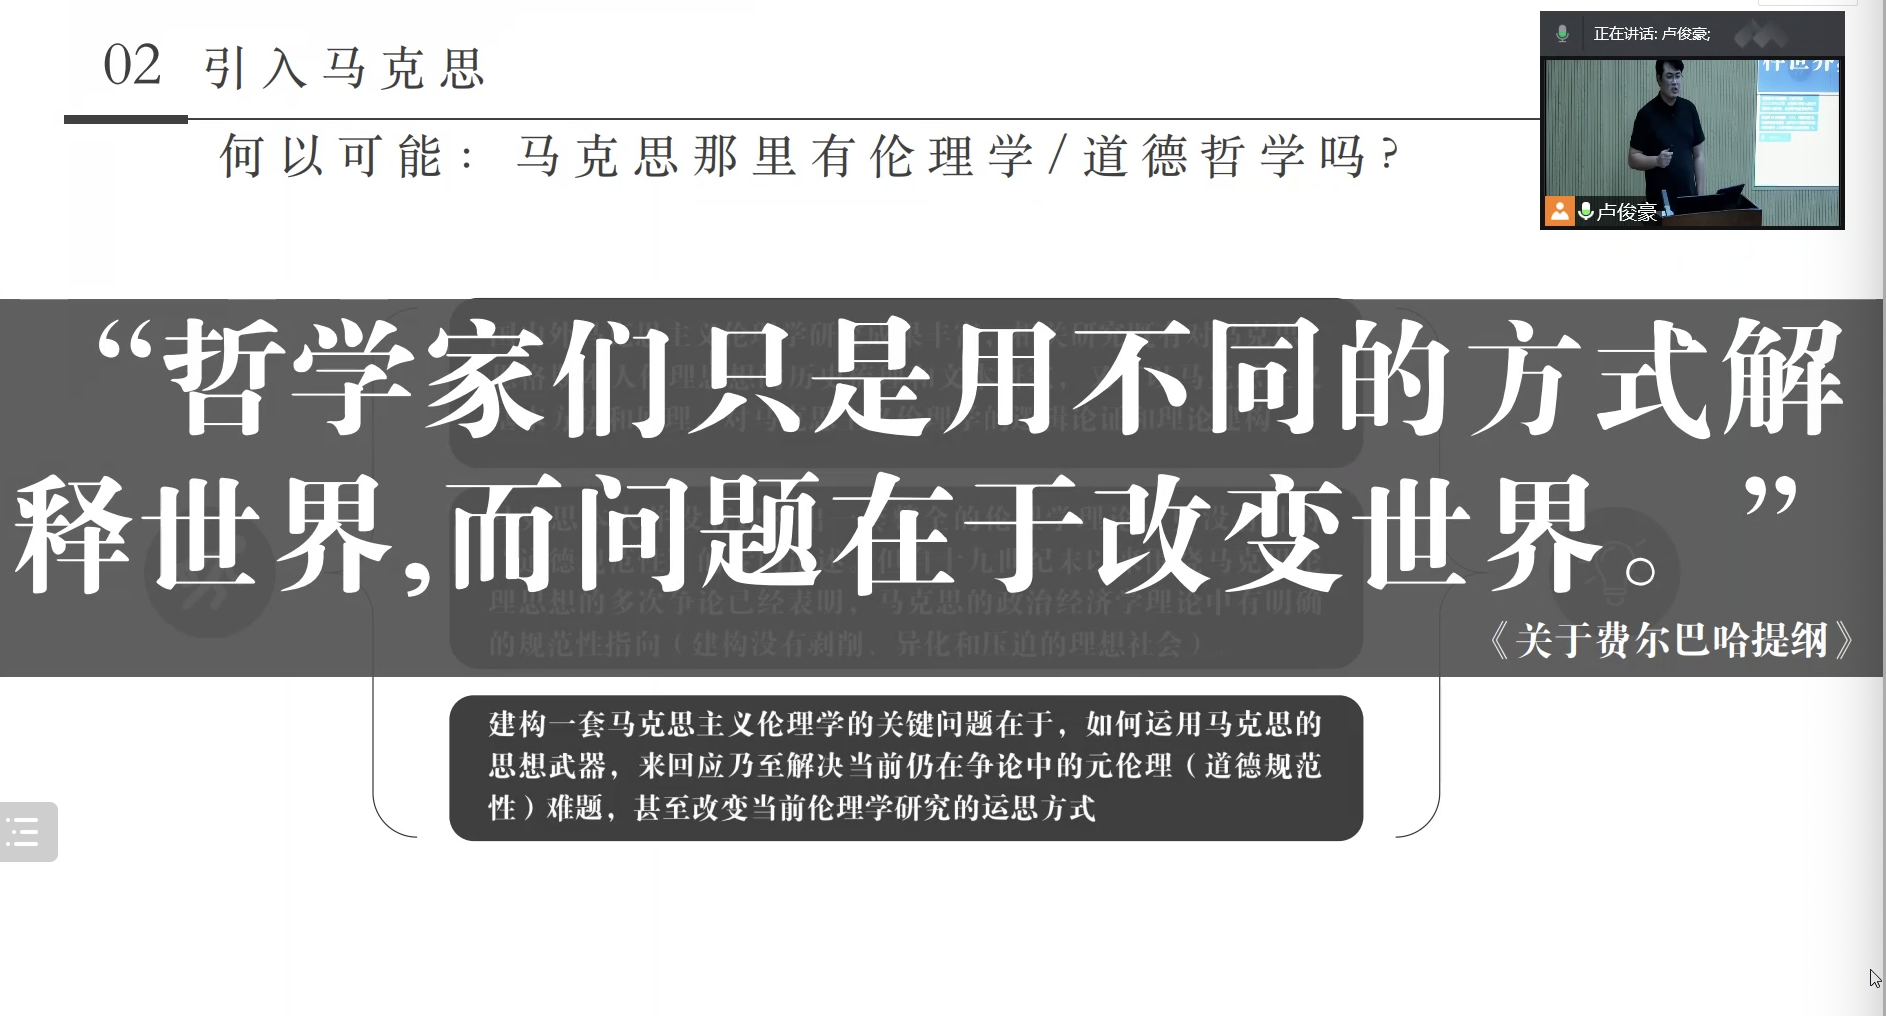 02 引入马克思
何以可能：马克思那里有伦理学/道德哲学吗?
正在讲话: 卢俊豪;
释世界
卢俊豪
“哲学家们只是用不同的方式解
释世界,而问题在于改变世界。”
《关于费尔巴哈提纲》
理思想的多次争论已经表明，马克思的政治经济学理论中有明确
的规范性指向（建构没有剥削、异化和压迫的理想社会）
建构一套马克思主义伦理学的关键问题在于，如何运用马克思的
思想武器，来回应乃至解决当前仍在争论中的元伦理（道德规范
性）难题，甚至改变当前伦理学研究的运思方式